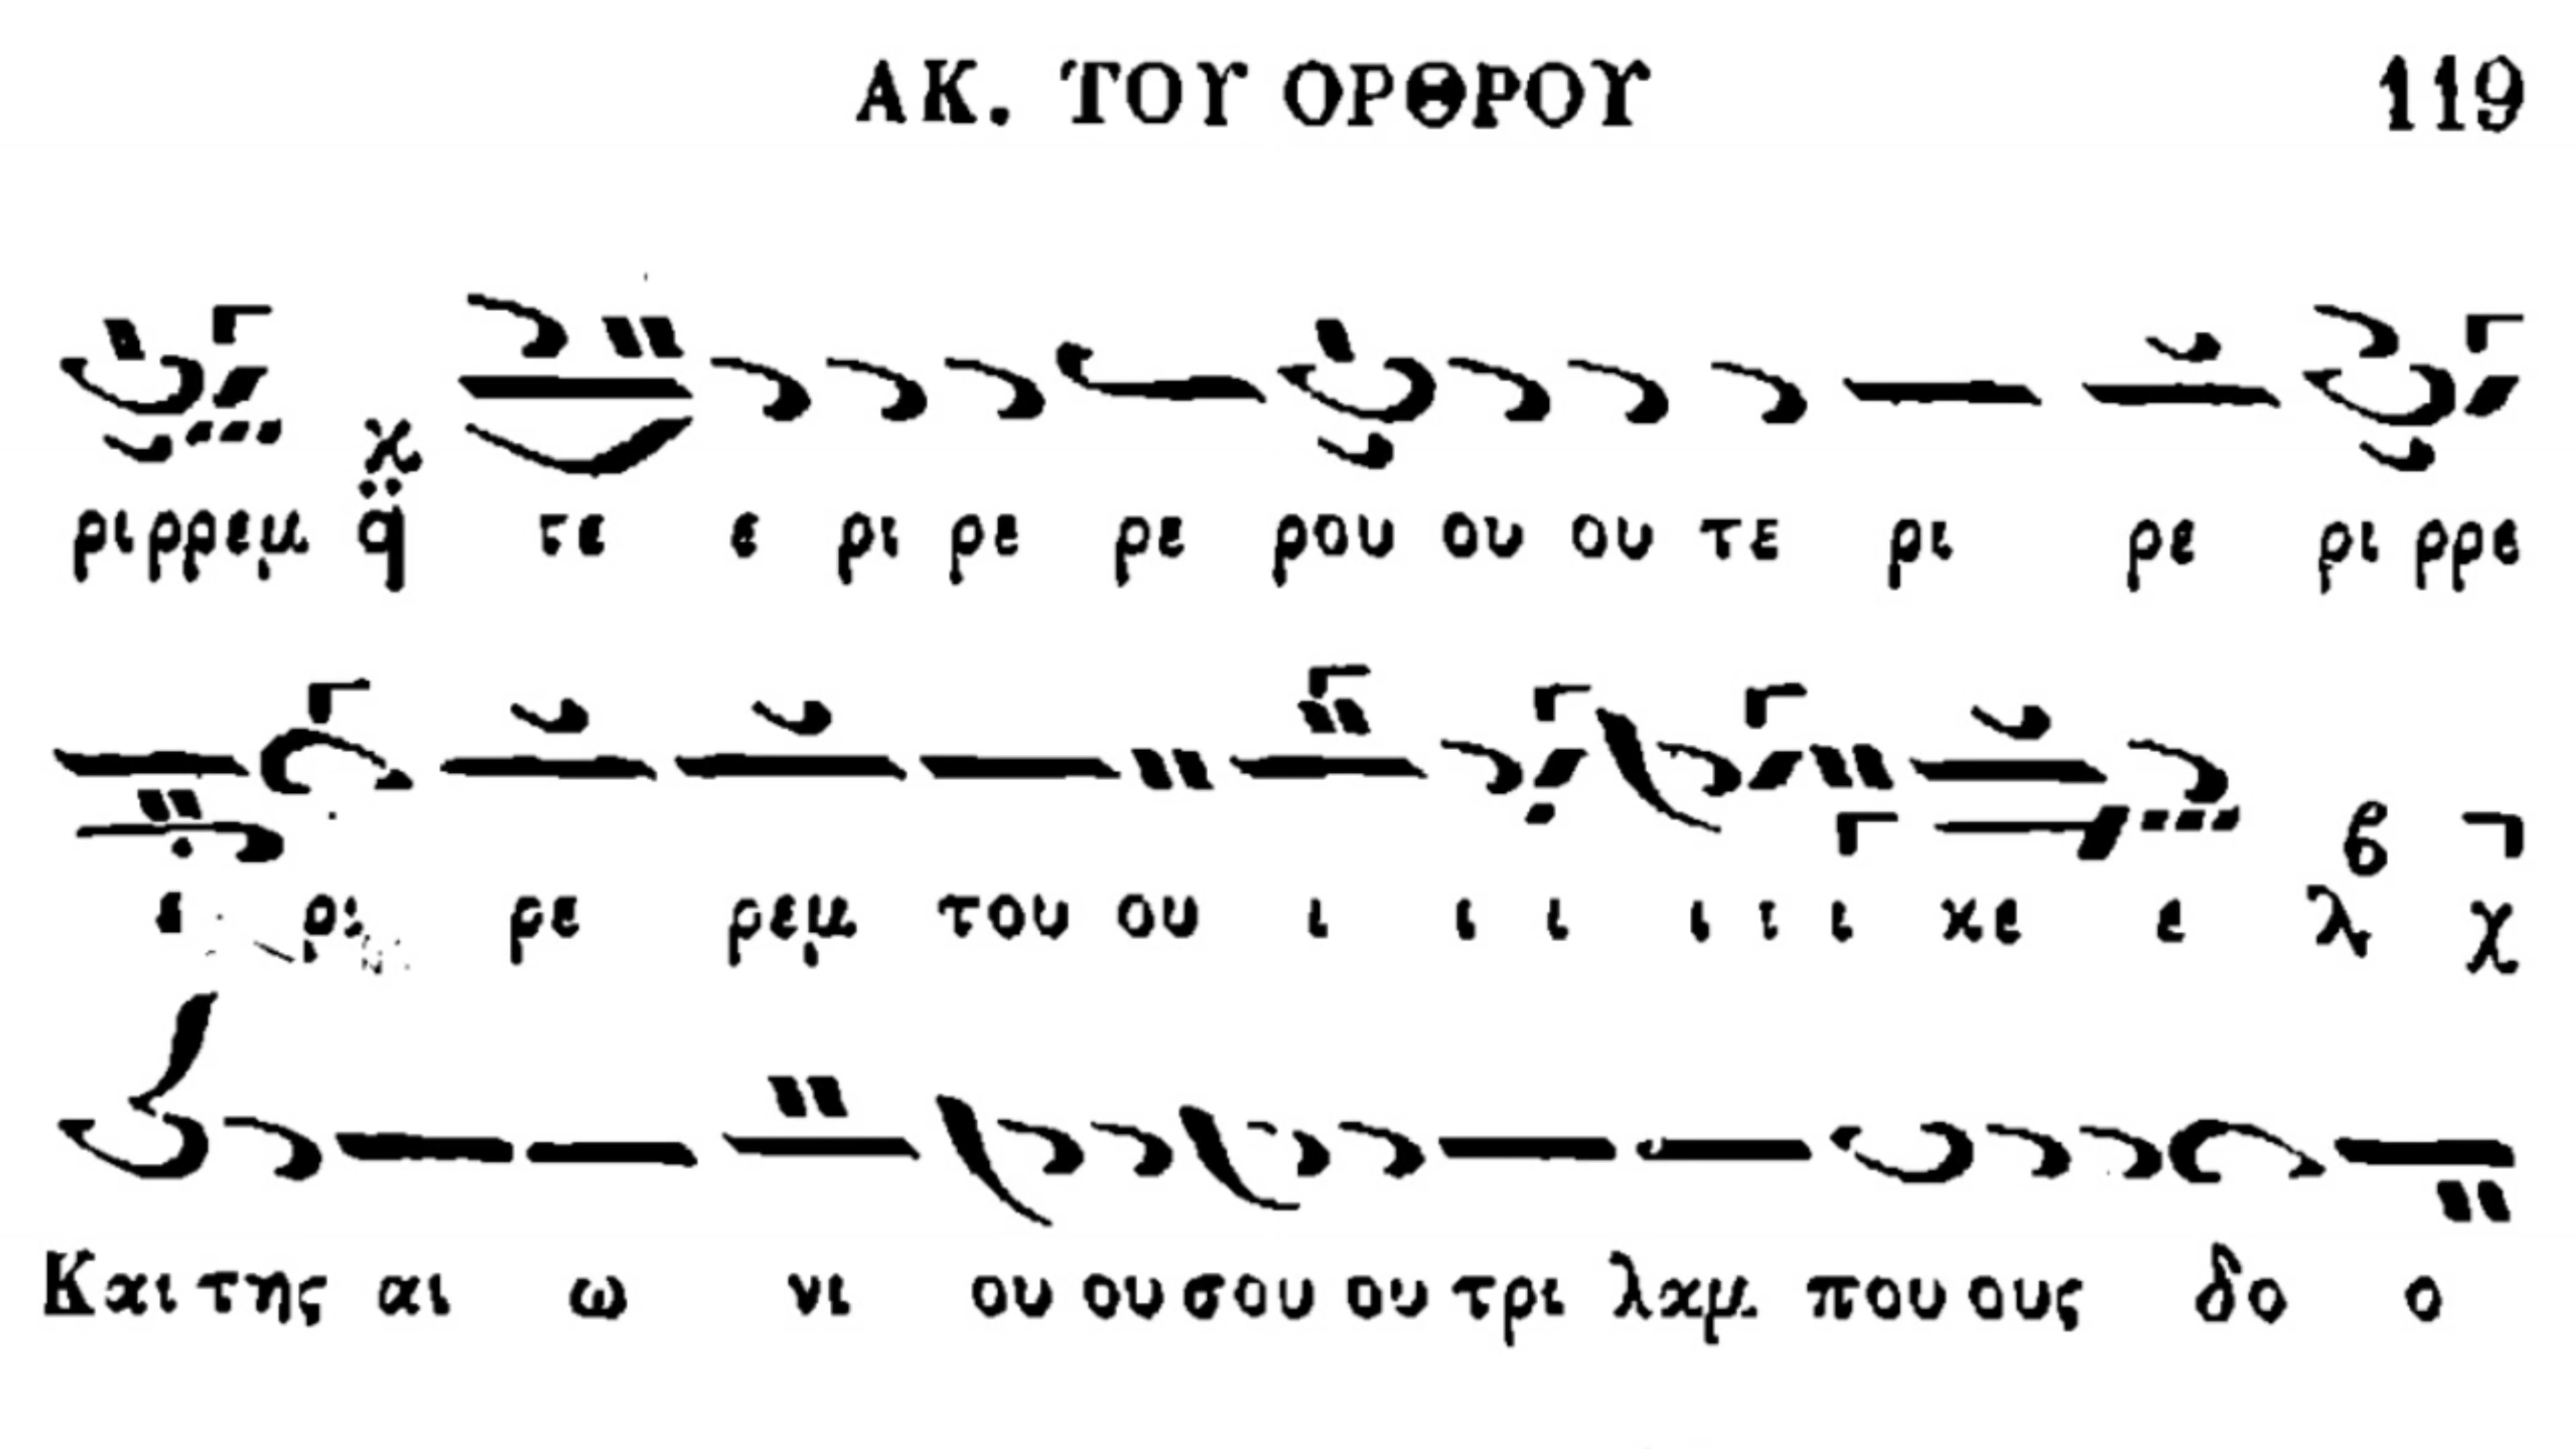 ΑΚ. ΤΟΥ ΟΡΘΡΟΥ 119
ριρρεμ q̈ τε ε ρι ρε ρε ρου ου ου τε ρι ρε ρι ρρε
ε ρι ρε ρεμ του ου ι ι ι ι ι ι κε ε λ χ
Και της αι ω νι ου ου σου ου τρι λαμ που ους δο ο